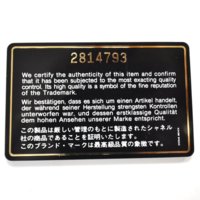 2814793
We certify the authenticity of this item and confirm
that it has been subjected to the most exacting quality
control. Its high quality is a symbol of the fine reputation
of the Trademark.
Wir bestätigen, dass es sich um einen Artikel handelt,
der während seiner Herstellung strengsten Kontrollen
unterworfen war, und dessen erstklassige Qualität
dem hohen Ansehen unserer Marke entspricht.
この製品は厳しい管理のもとに製造されたシャネル
社の商品であることを証明いたします。
このブランド・マークは最高級品質の象徴です。